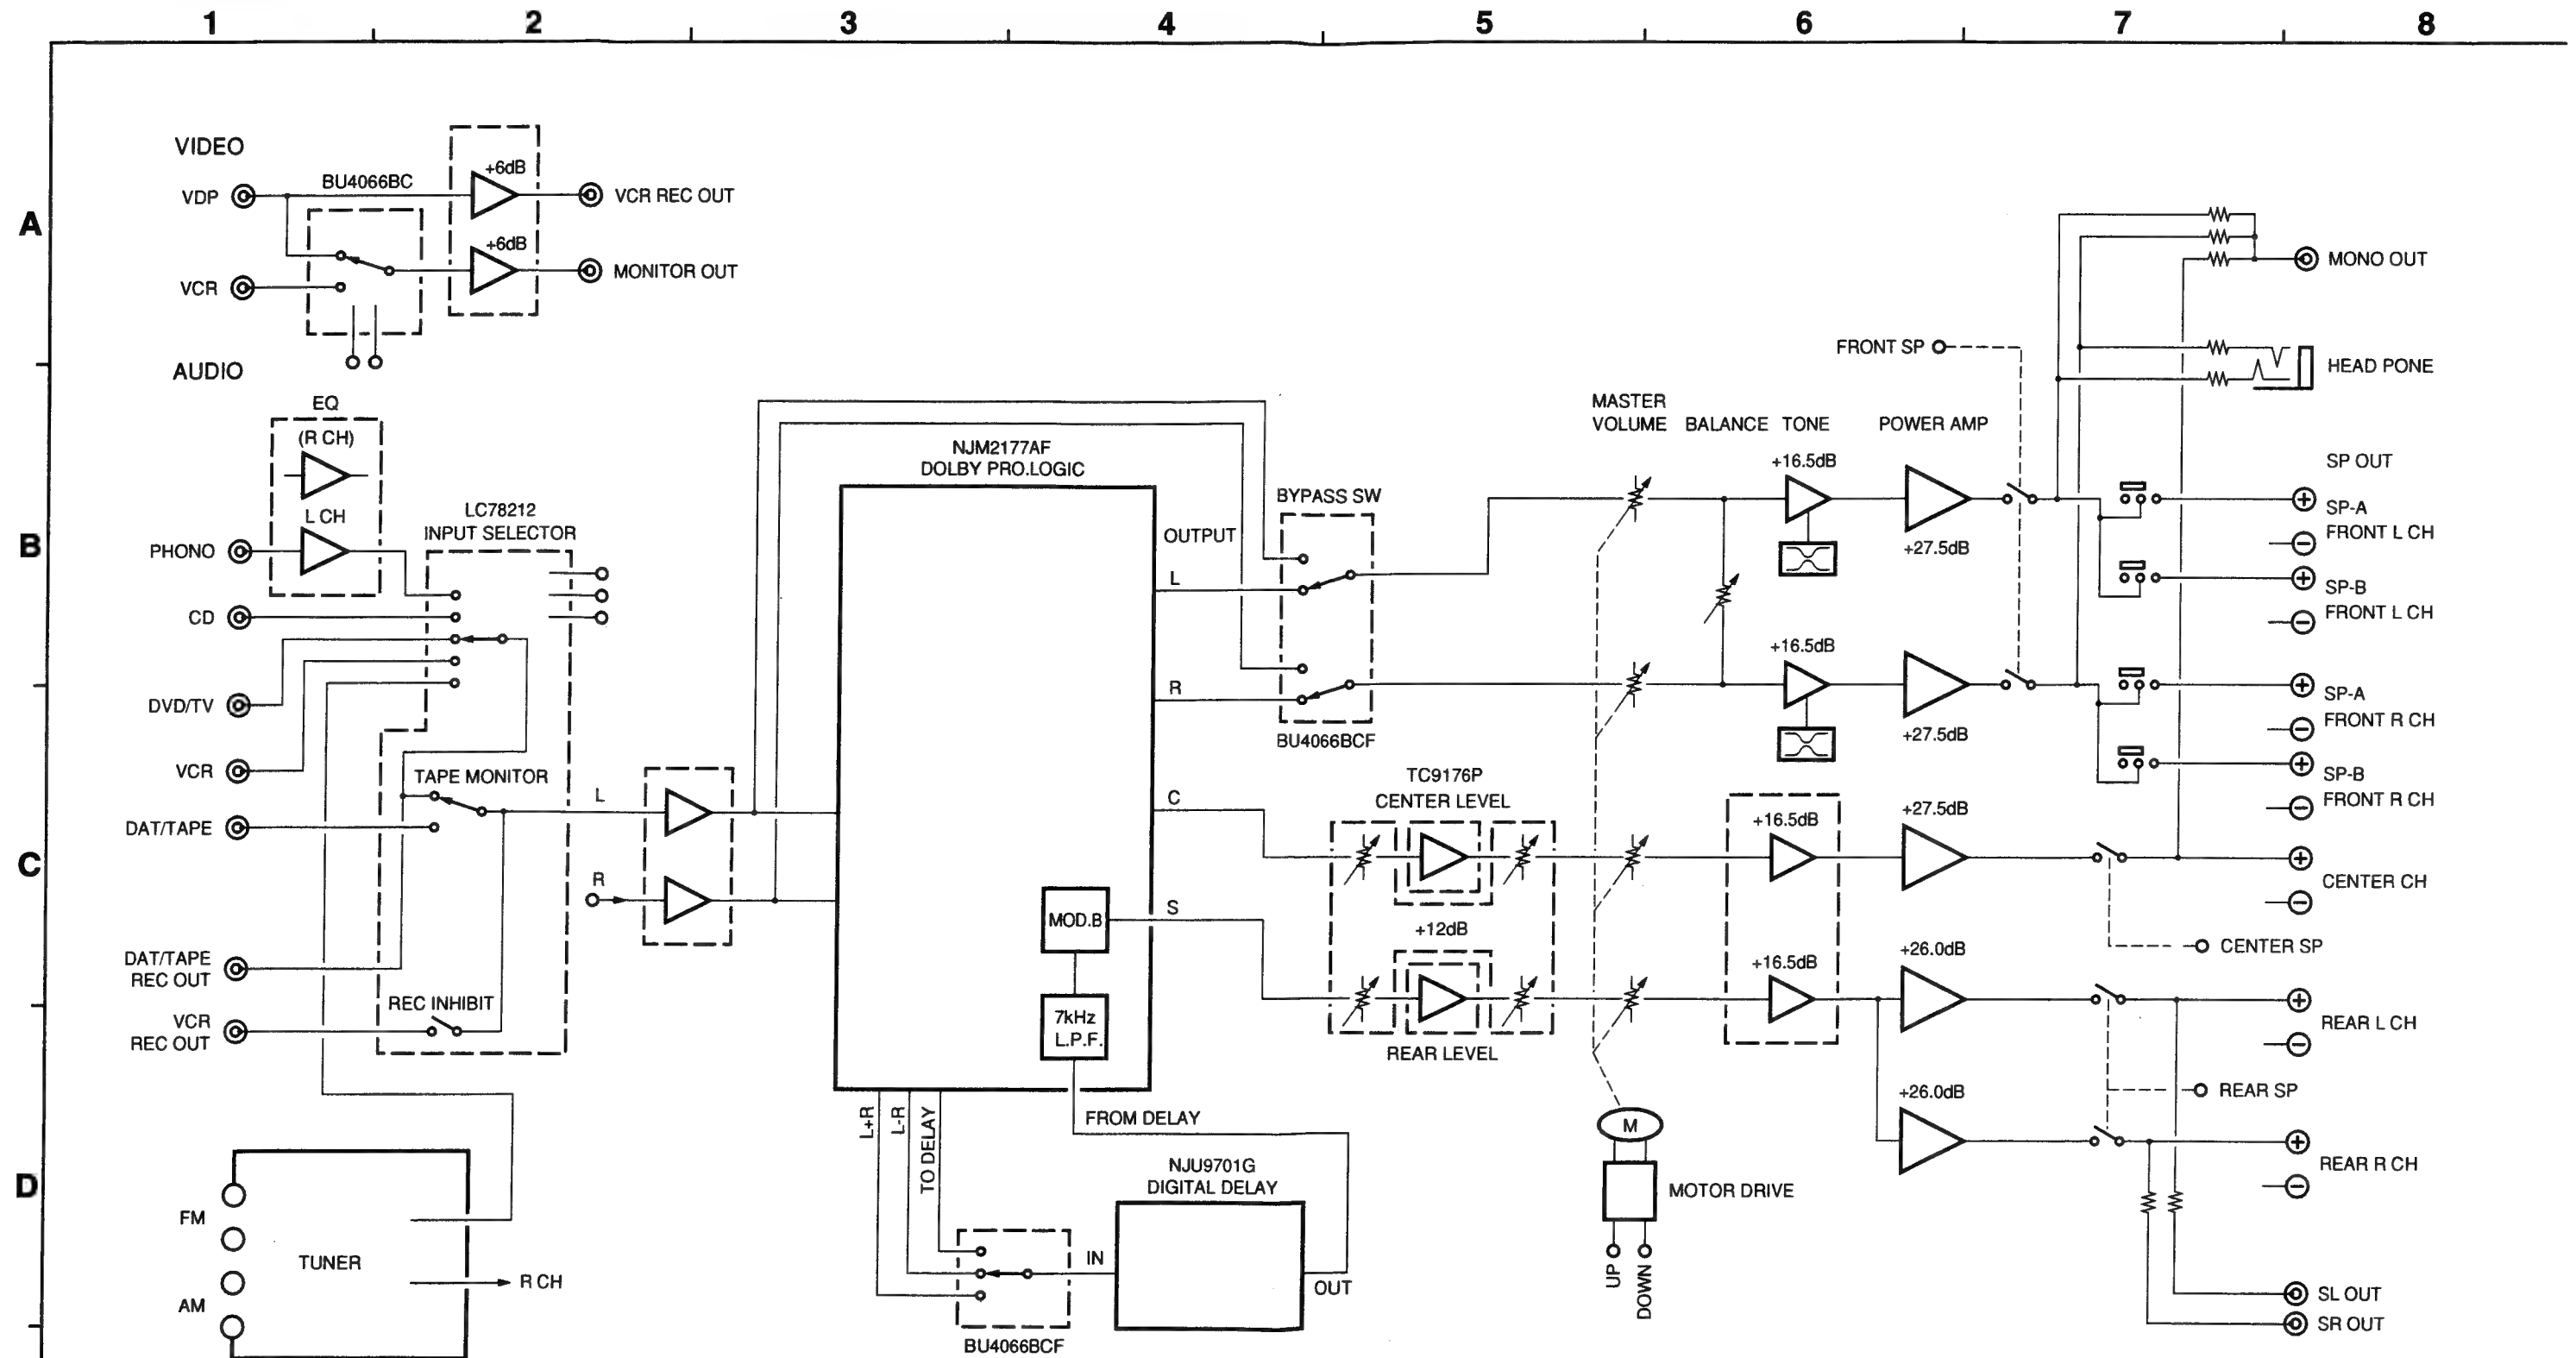 1 2 3 4 5 6 7 8
A
B
C
D
VIDEO
VDP
BU4066BC
+6dB
VCR REC OUT
+6dB
MONITOR OUT
VCR
AUDIO
EQ
(R CH)
L CH
PHONO
LC78212
INPUT SELECTOR
CD
DVD/TV
VCR
TAPE MONITOR
DAT/TAPE
DAT/TAPE
REC OUT
REC INHIBIT
VCR
REC OUT
L
R
FM
AM
TUNER
R CH
NJM2177AF
DOLBY PRO.LOGIC
OUTPUT
L
R
C
S
MOD.B
7kHz
L.P.F.
L+R
L-R
TO DELAY
FROM DELAY
NJU9701G
DIGITAL DELAY
IN
OUT
BU4066BCF
BYPASS SW
BU4066BCF
TC9176P
CENTER LEVEL
+12dB
REAR LEVEL
MASTER
VOLUME
BALANCE
TONE
POWER AMP
FRONT SP
+16.5dB
+27.5dB
+16.5dB
+27.5dB
+16.5dB
+27.5dB
+16.5dB
+26.0dB
+26.0dB
M
MOTOR DRIVE
UP
DOWN
MONO OUT
HEAD PONE
SP OUT
SP-A
FRONT L CH
SP-B
FRONT L CH
SP-A
FRONT R CH
SP-B
FRONT R CH
CENTER CH
CENTER SP
REAR L CH
REAR SP
REAR R CH
SL OUT
SR OUT